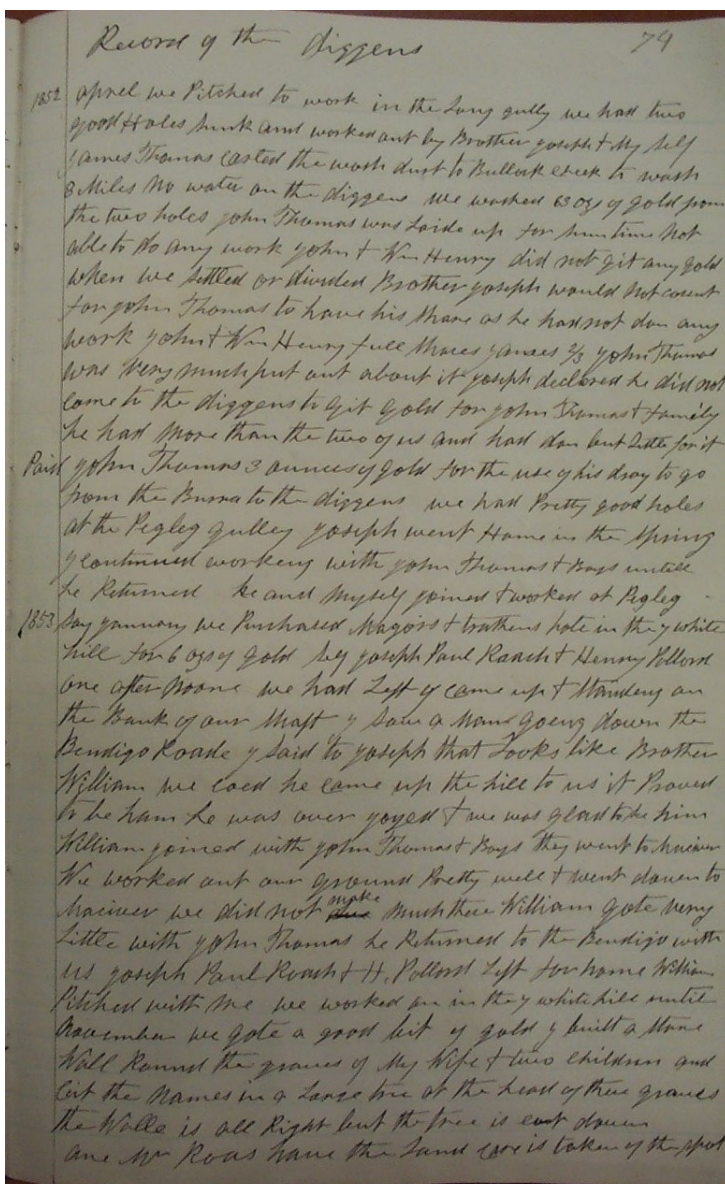 Record of the diggens 74
1852 aprel we Pitched to work in the Long gully we had two
good Holes sunk and worked out by Brother Joseph & My self
James Thomas carted the wash dust to Bullock Creek to wash
8 Miles No water on the diggens we washed 63 ozs of gold from
the two holes John Thomas was Laide up for sum time Not
able to do any work John & Wm Henry did not git any gold
when we settled or divided Brother Joseph would Not consent
for John Thomas to have his share as he had not don any
work John & Wm Henry full shares James 2/3 John Thomas
was Very much put out about it Joseph declared he did not
come to the diggens to git gold for John Thomas & family
he had More than the two of us and had don but Little for it
Paid John Thomas 3 ounces of gold for the use of his dray to go
from the Burra to the diggens we had Pretty good holes
at the Pegleg gulley Joseph went Home in the Spring
y continued working with John Thomas & Boys untill
he Returned he and myself joined & worked at Pegleg
1853 Say January we Purchased Magors & hole in the y white
hill for 6 ozs of gold by Joseph Paul Roach & Henry Pollord
one after Noone we had Left y came up & standing on
the Bank of our shaft y saw a Man going down the
Bendigo Roade y said to Joseph that Looks like Brother
William we coed he came up the hill to us it Proved
to be ham he was over joyed & we was glad to be him
William joined with John Thomas & Boys they went to Maciver
We worked out our ground Pretty well & went down to
Maciver we did not make much there William gote very
Little with John Thomas he Returned to the Bendigo with
us Joseph Paul Roach & H. Pollord Left for home William
Pitched with Me we worked on in the y white hile until
November we gote a good bit of gold y built a stone
Wall Round the graves of My Wife & two Children and
Cut the Names in a Large tree at the head of there graves
the Walle is all Right but the tree is cut down
one Mr Roas have the Land care is taken of the spot